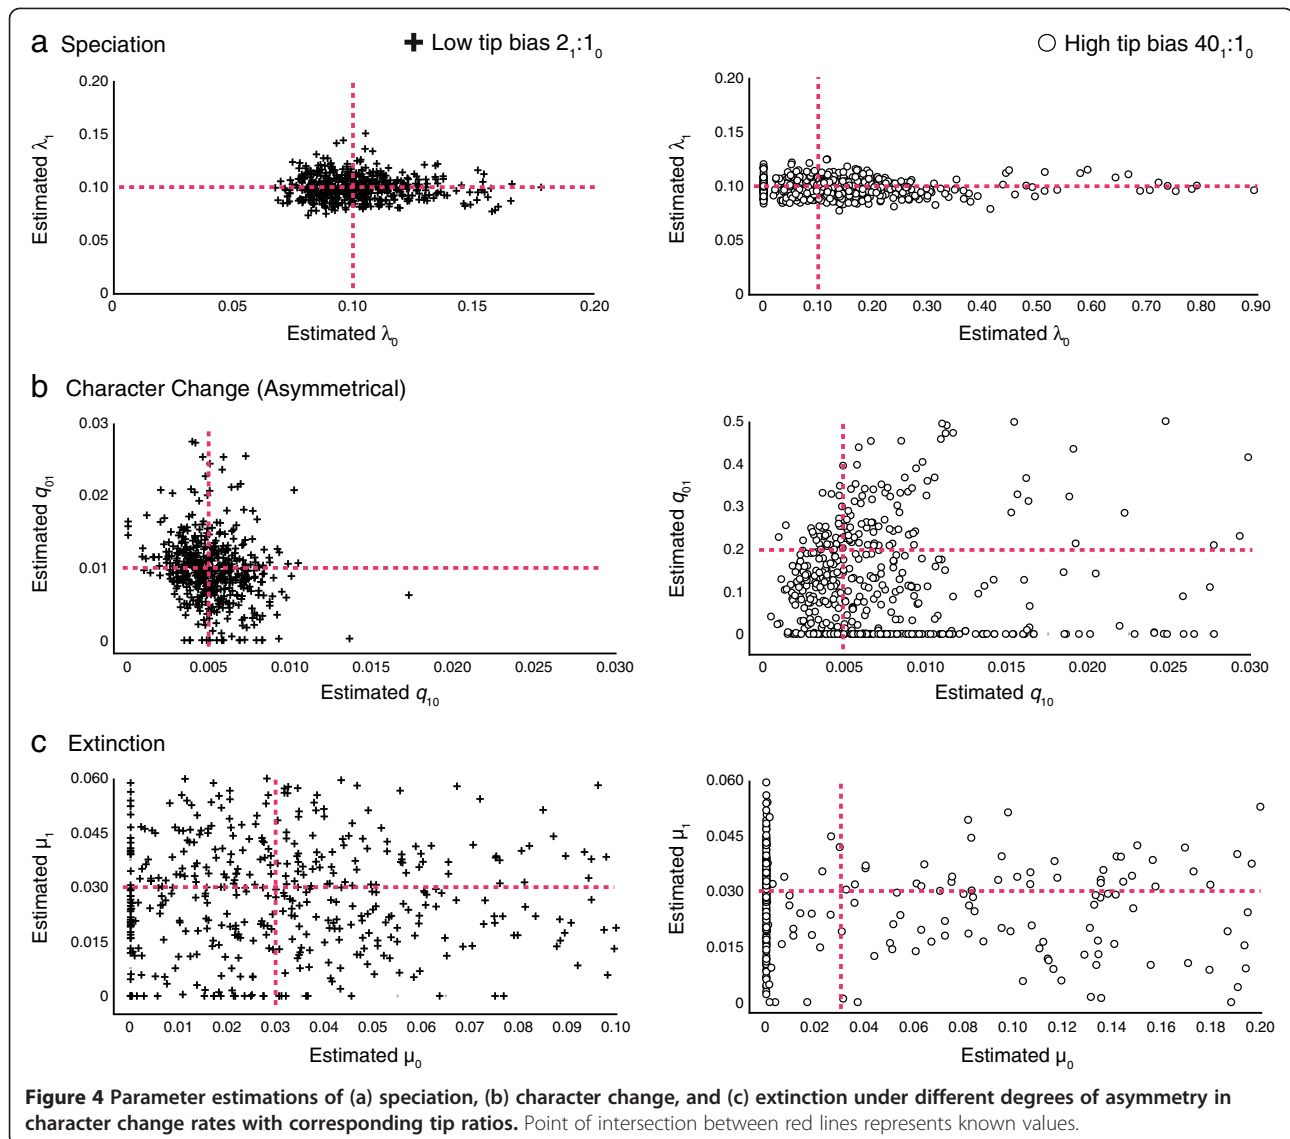 a Speciation
✚ Low tip bias 2₁:1₀
○ High tip bias 40₁:1₀
0.20
0.15
0.10
0.05
0
Estimated λ₁
0 0.05 0.10 0.15 0.20
Estimated λ₀
0.20
0.15
0.10
0.05
0
Estimated λ₁
0 0.10 0.20 0.30 0.40 0.50 0.60 0.70 0.80 0.90
Estimated λ₀
b Character Change (Asymmetrical)
0.03
0.02
0.01
0
Estimated q₀₁
0 0.005 0.010 0.020 0.025 0.030
Estimated q₁₀
0.5
0.4
0.3
0.2
0.1
0
Estimated q₀₁
0 0.005 0.010 0.015 0.020 0.025 0.030
Estimated q₁₀
c Extinction
0.060
0.045
0.030
0.015
0
Estimated μ₁
0 0.01 0.02 0.03 0.04 0.05 0.06 0.07 0.08 0.09 0.10
Estimated μ₀
0.060
0.045
0.030
0.015
0
Estimated μ₁
0 0.02 0.04 0.06 0.08 0.10 0.12 0.14 0.16 0.18 0.20
Estimated μ₀
Figure 4 Parameter estimations of (a) speciation, (b) character change, and (c) extinction under different degrees of asymmetry in
character change rates with corresponding tip ratios. Point of intersection between red lines represents known values.